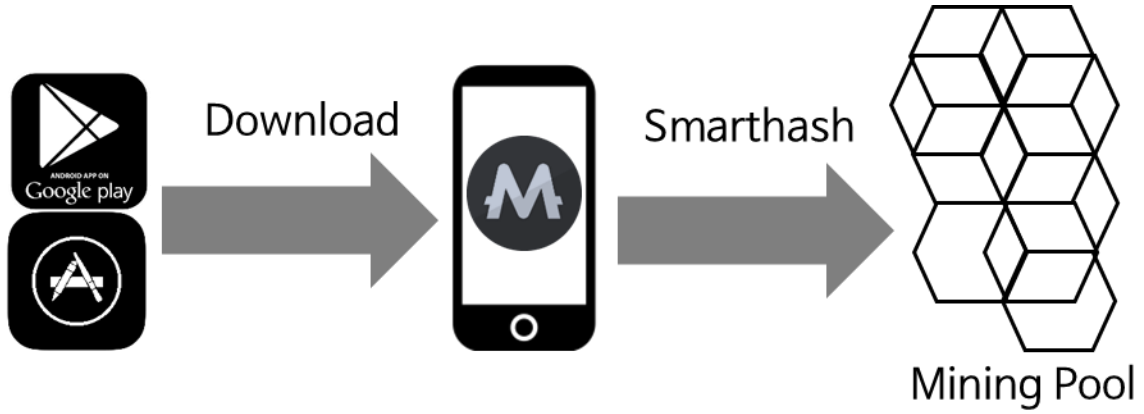 Download
Smarthash
ANDROID APP ON
Google play
M
Mining Pool